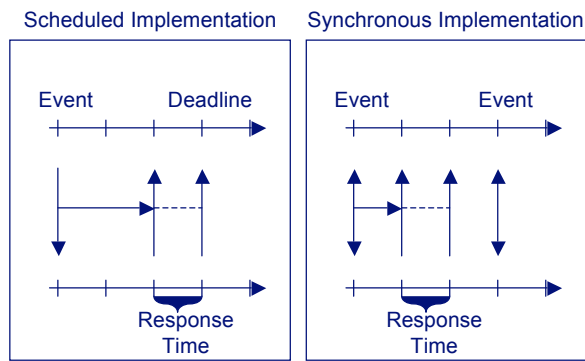 Scheduled Implementation
Synchronous Implementation
Event
Deadline
Event
Event
Response
Time
Response
Time